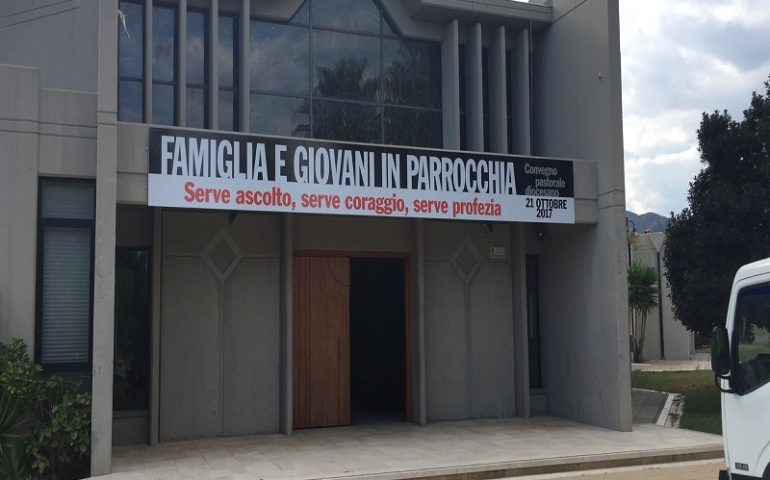 FAMIGLIA E GIOVANI IN PARROCCHIA
Serve ascolto, serve coraggio, serve profezia
Convegno
pastorale
diocesano
21 OTTOBRE
2017